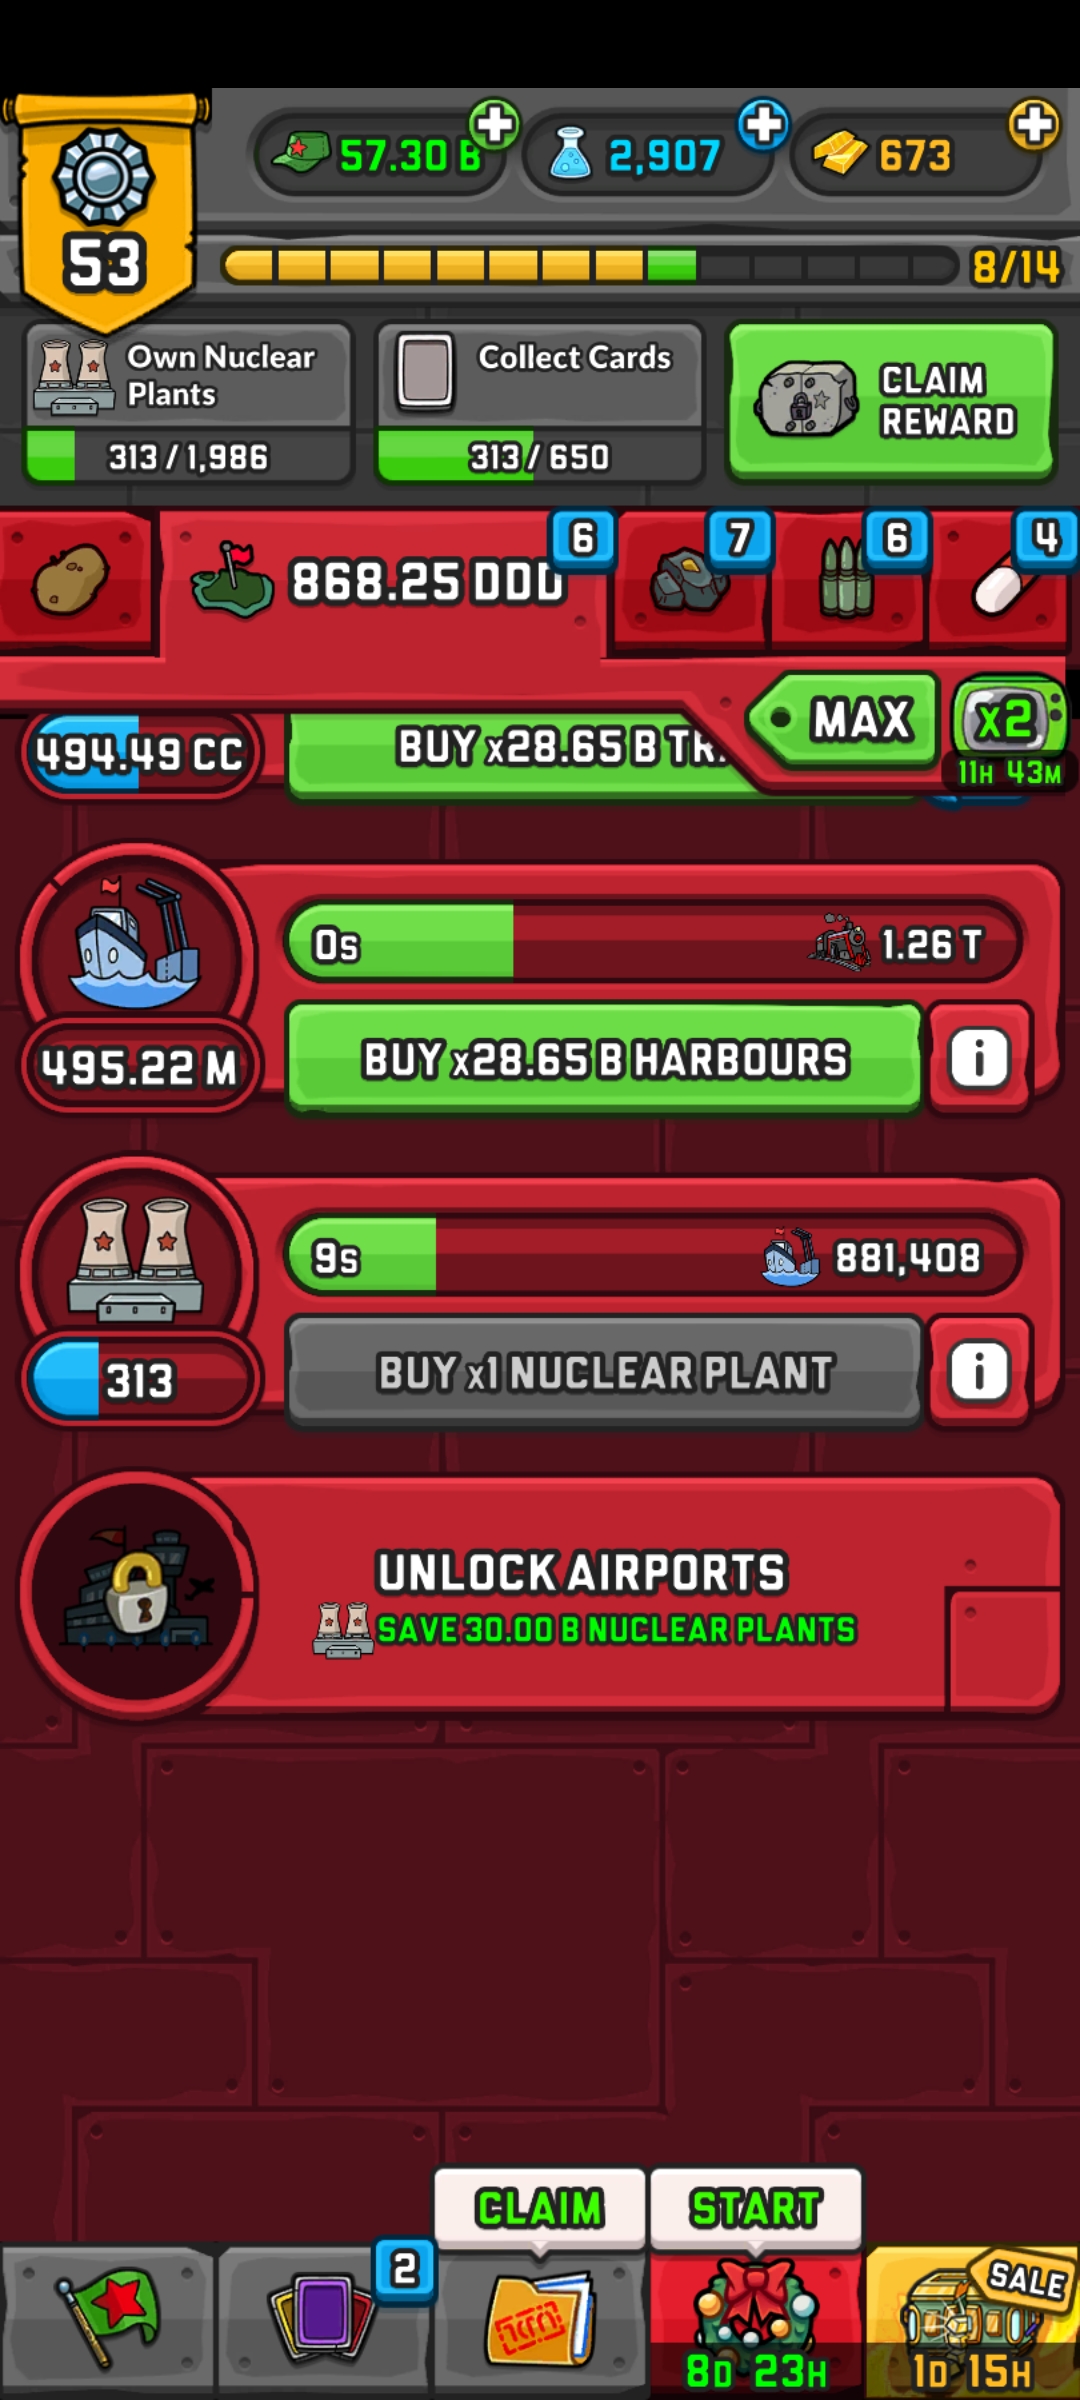 57.30 B
2,907
673
53
8/14
Own Nuclear
Plants
313/1,986
Collect Cards
313/650
CLAIM
REWARD
868.25 DDD
6
7
6
4
MAX
x2
11H 43M
494.49 CC
BUY x28.65 B
0s
1.26 T
495.22 M
BUY x28.65 B HARBOURS
i
9s
881,408
313
BUY x1 NUCLEAR PLANT
i
UNLOCK AIRPORTS
SAVE 30.00 B NUCLEAR PLANTS
CLAIM
START
2
SALE
8D 23H
1D 15H